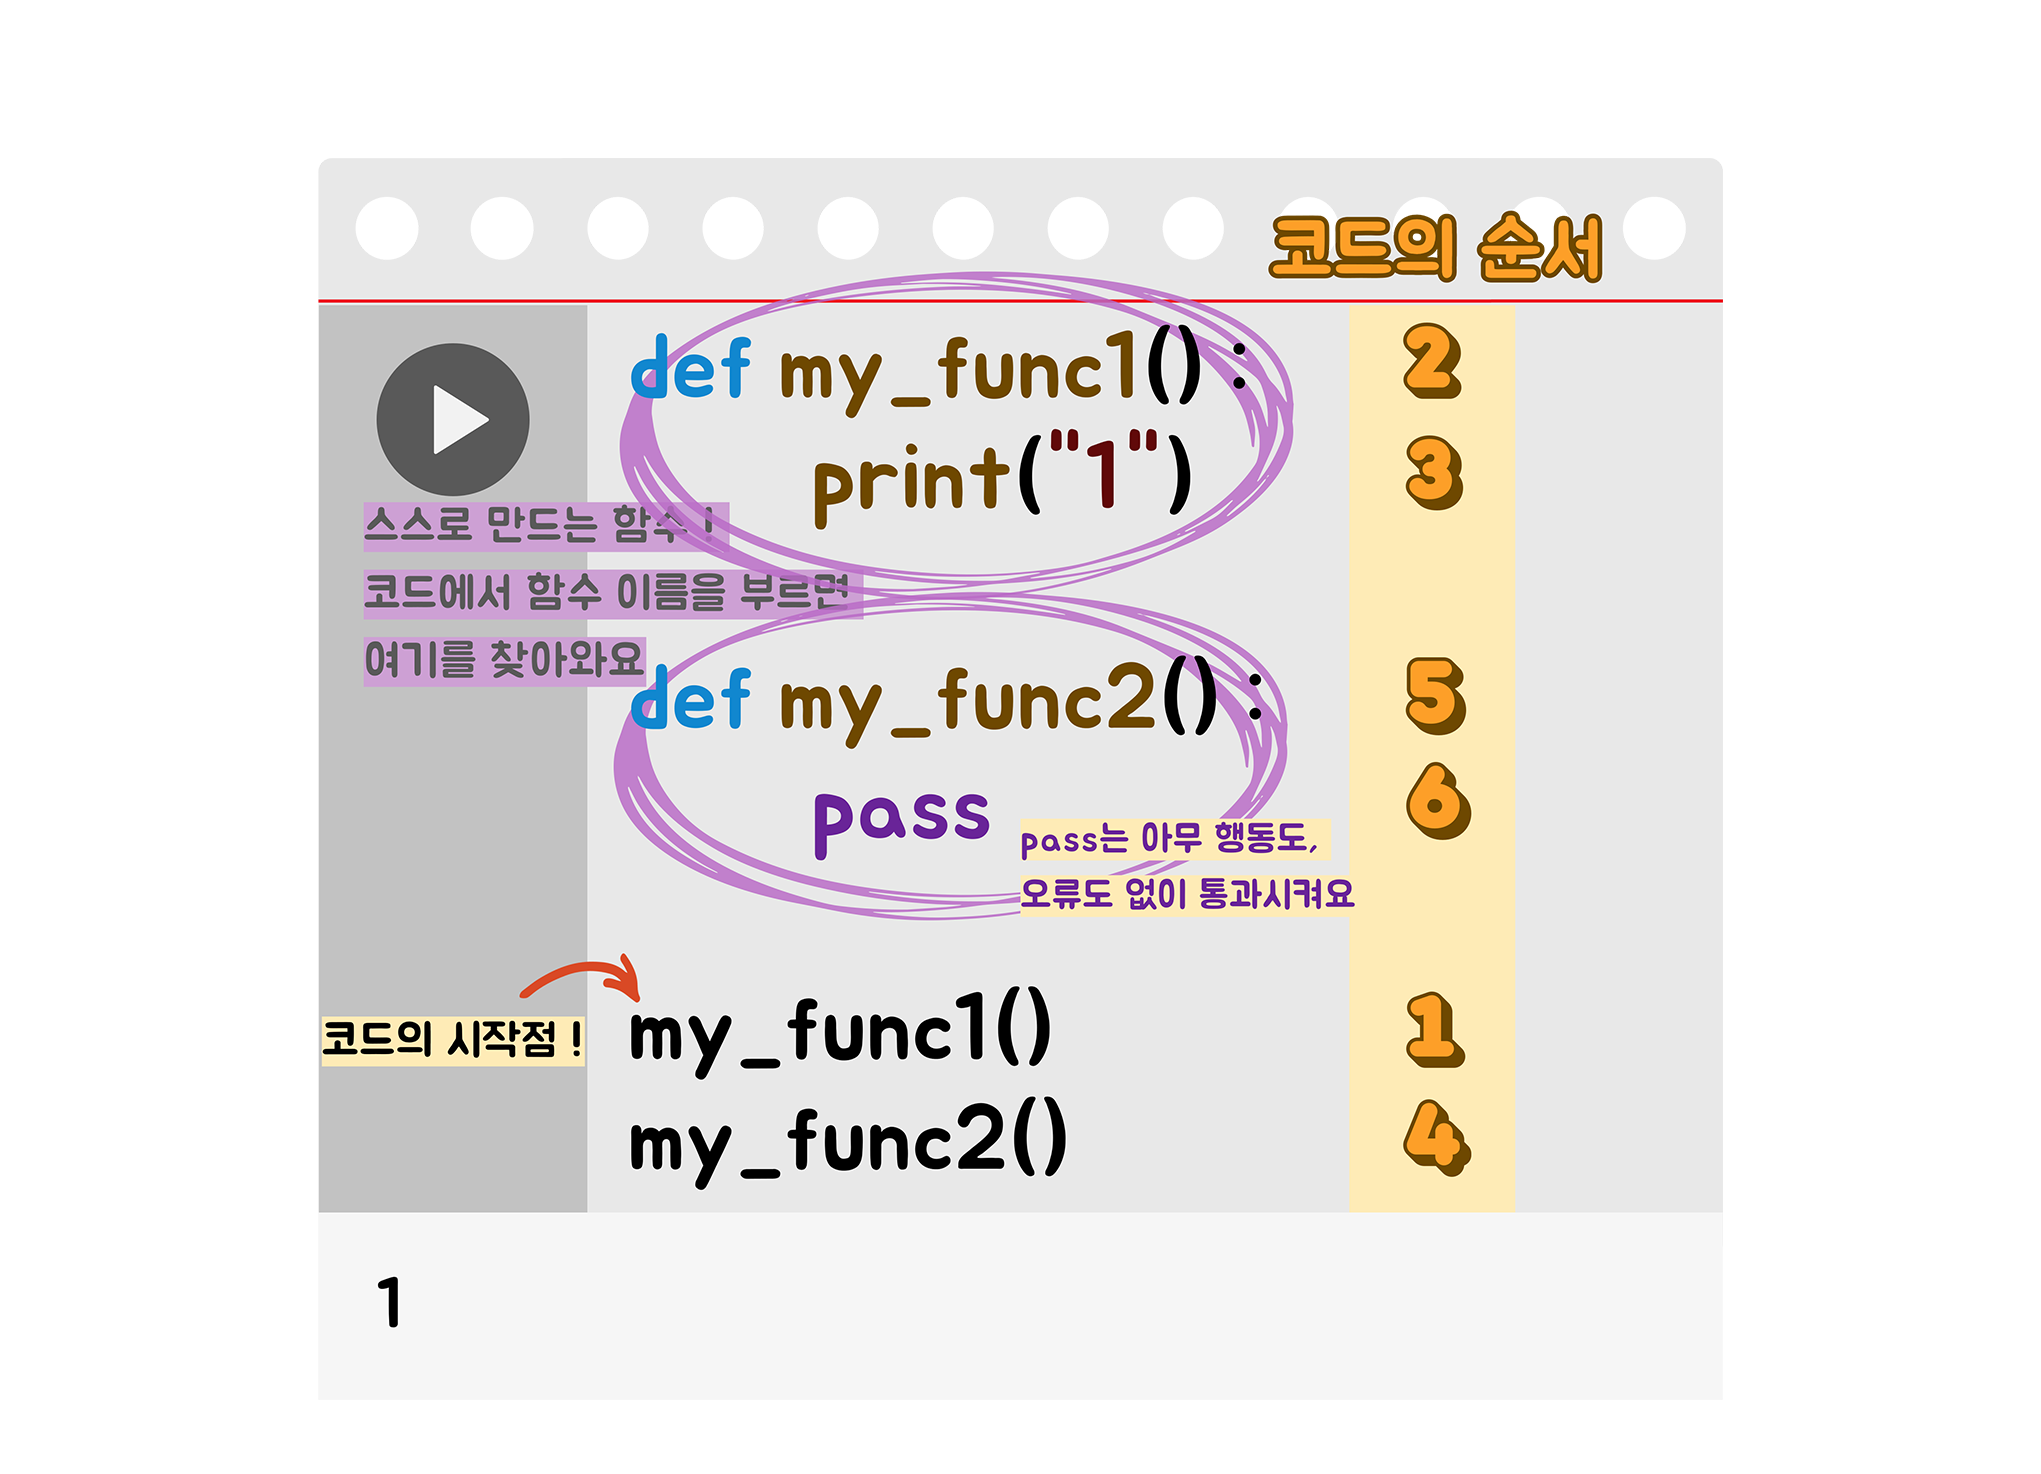 코드의 순서
def my_func1() : 2
print("1") 3
스스로 만드는 함수 !
코드에서 함수 이름을 부르면
여기를 찾아와요
def my_func2() : 5
pass 6
pass는 아무 행동도,
오류도 없이 통과시켜요
코드의 시작점 ! my_func1() 1
my_func2() 4
1